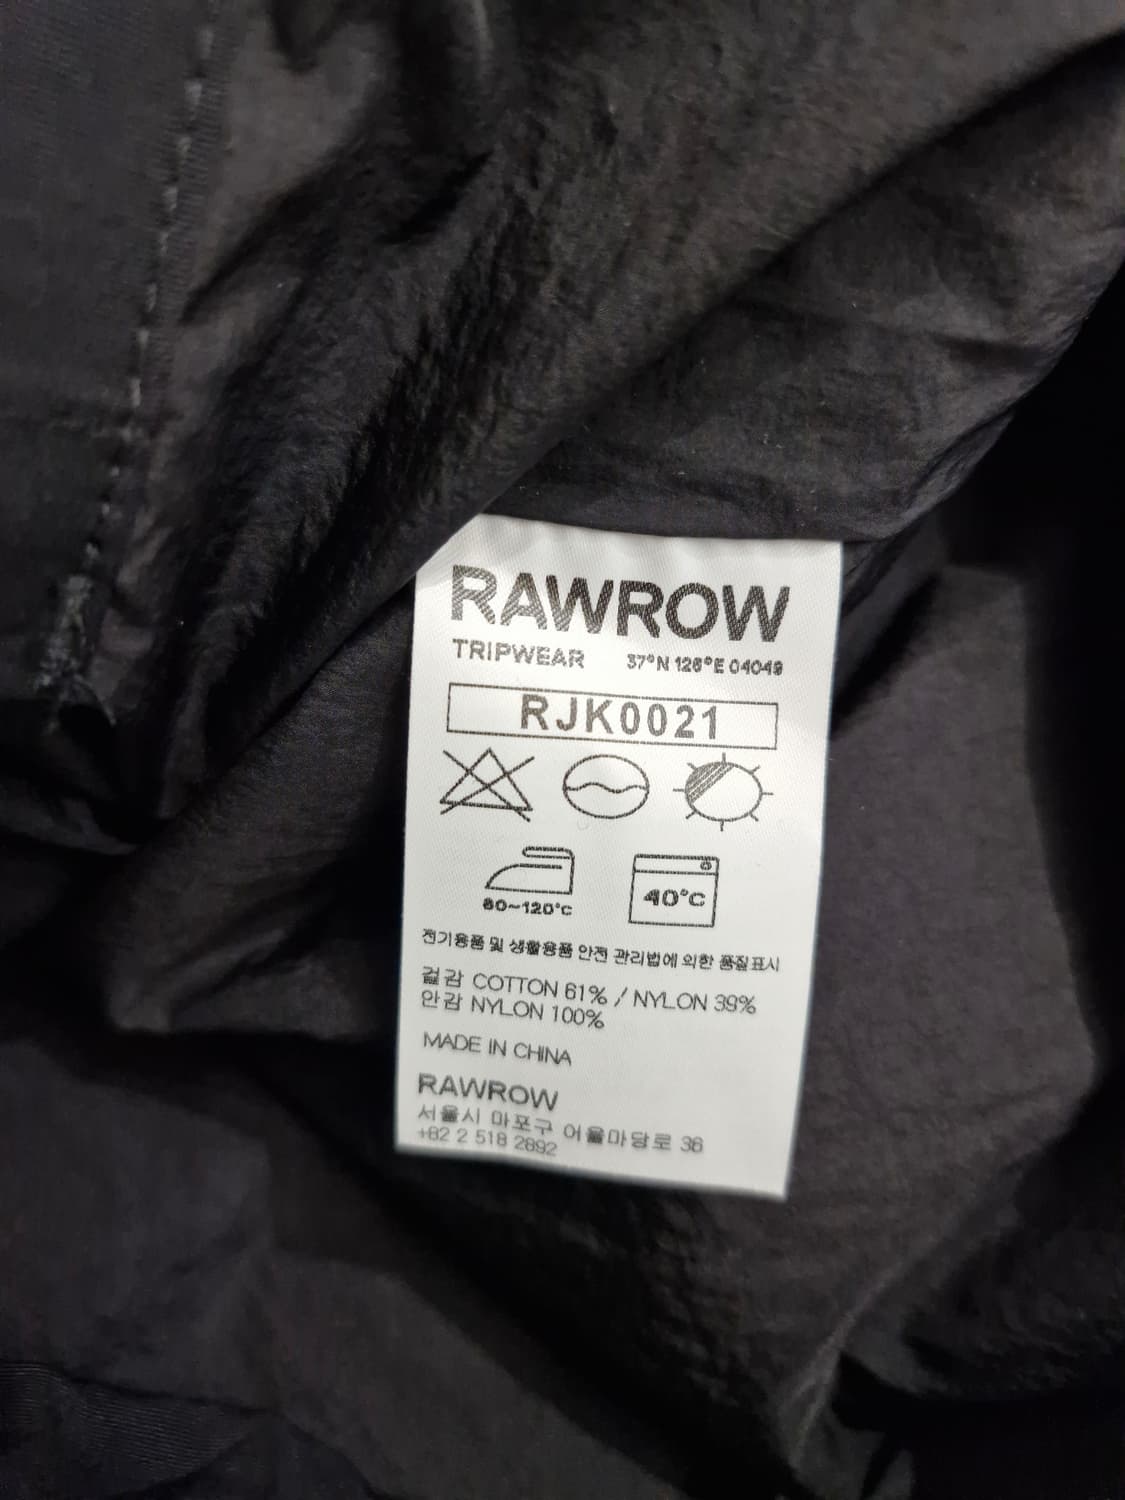 RAWROW
TRIPWEAR 37°N 126°E 04049
RJK0021
80~120°C
40°C
전기용품 및 생활용품 안전 관리법에 의한 품질표시
겉감 COTTON 61% / NYLON 39%
안감 NYLON 100%
MADE IN CHINA
RAWROW
서울시 마포구 어울마당로 36
+82 2 518 2892